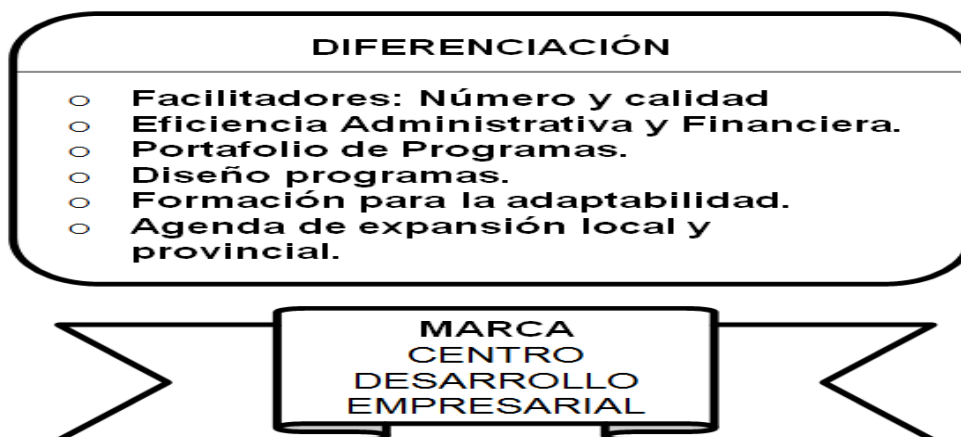 DIFERENCIACIÓN
○ Facilitadores: Número y calidad
○ Eficiencia Administrativa y Financiera.
○ Portafolio de Programas.
○ Diseño programas.
○ Formación para la adaptabilidad.
○ Agenda de expansión local y
provincial.
MARCA
CENTRO
DESARROLLO
EMPRESARIAL